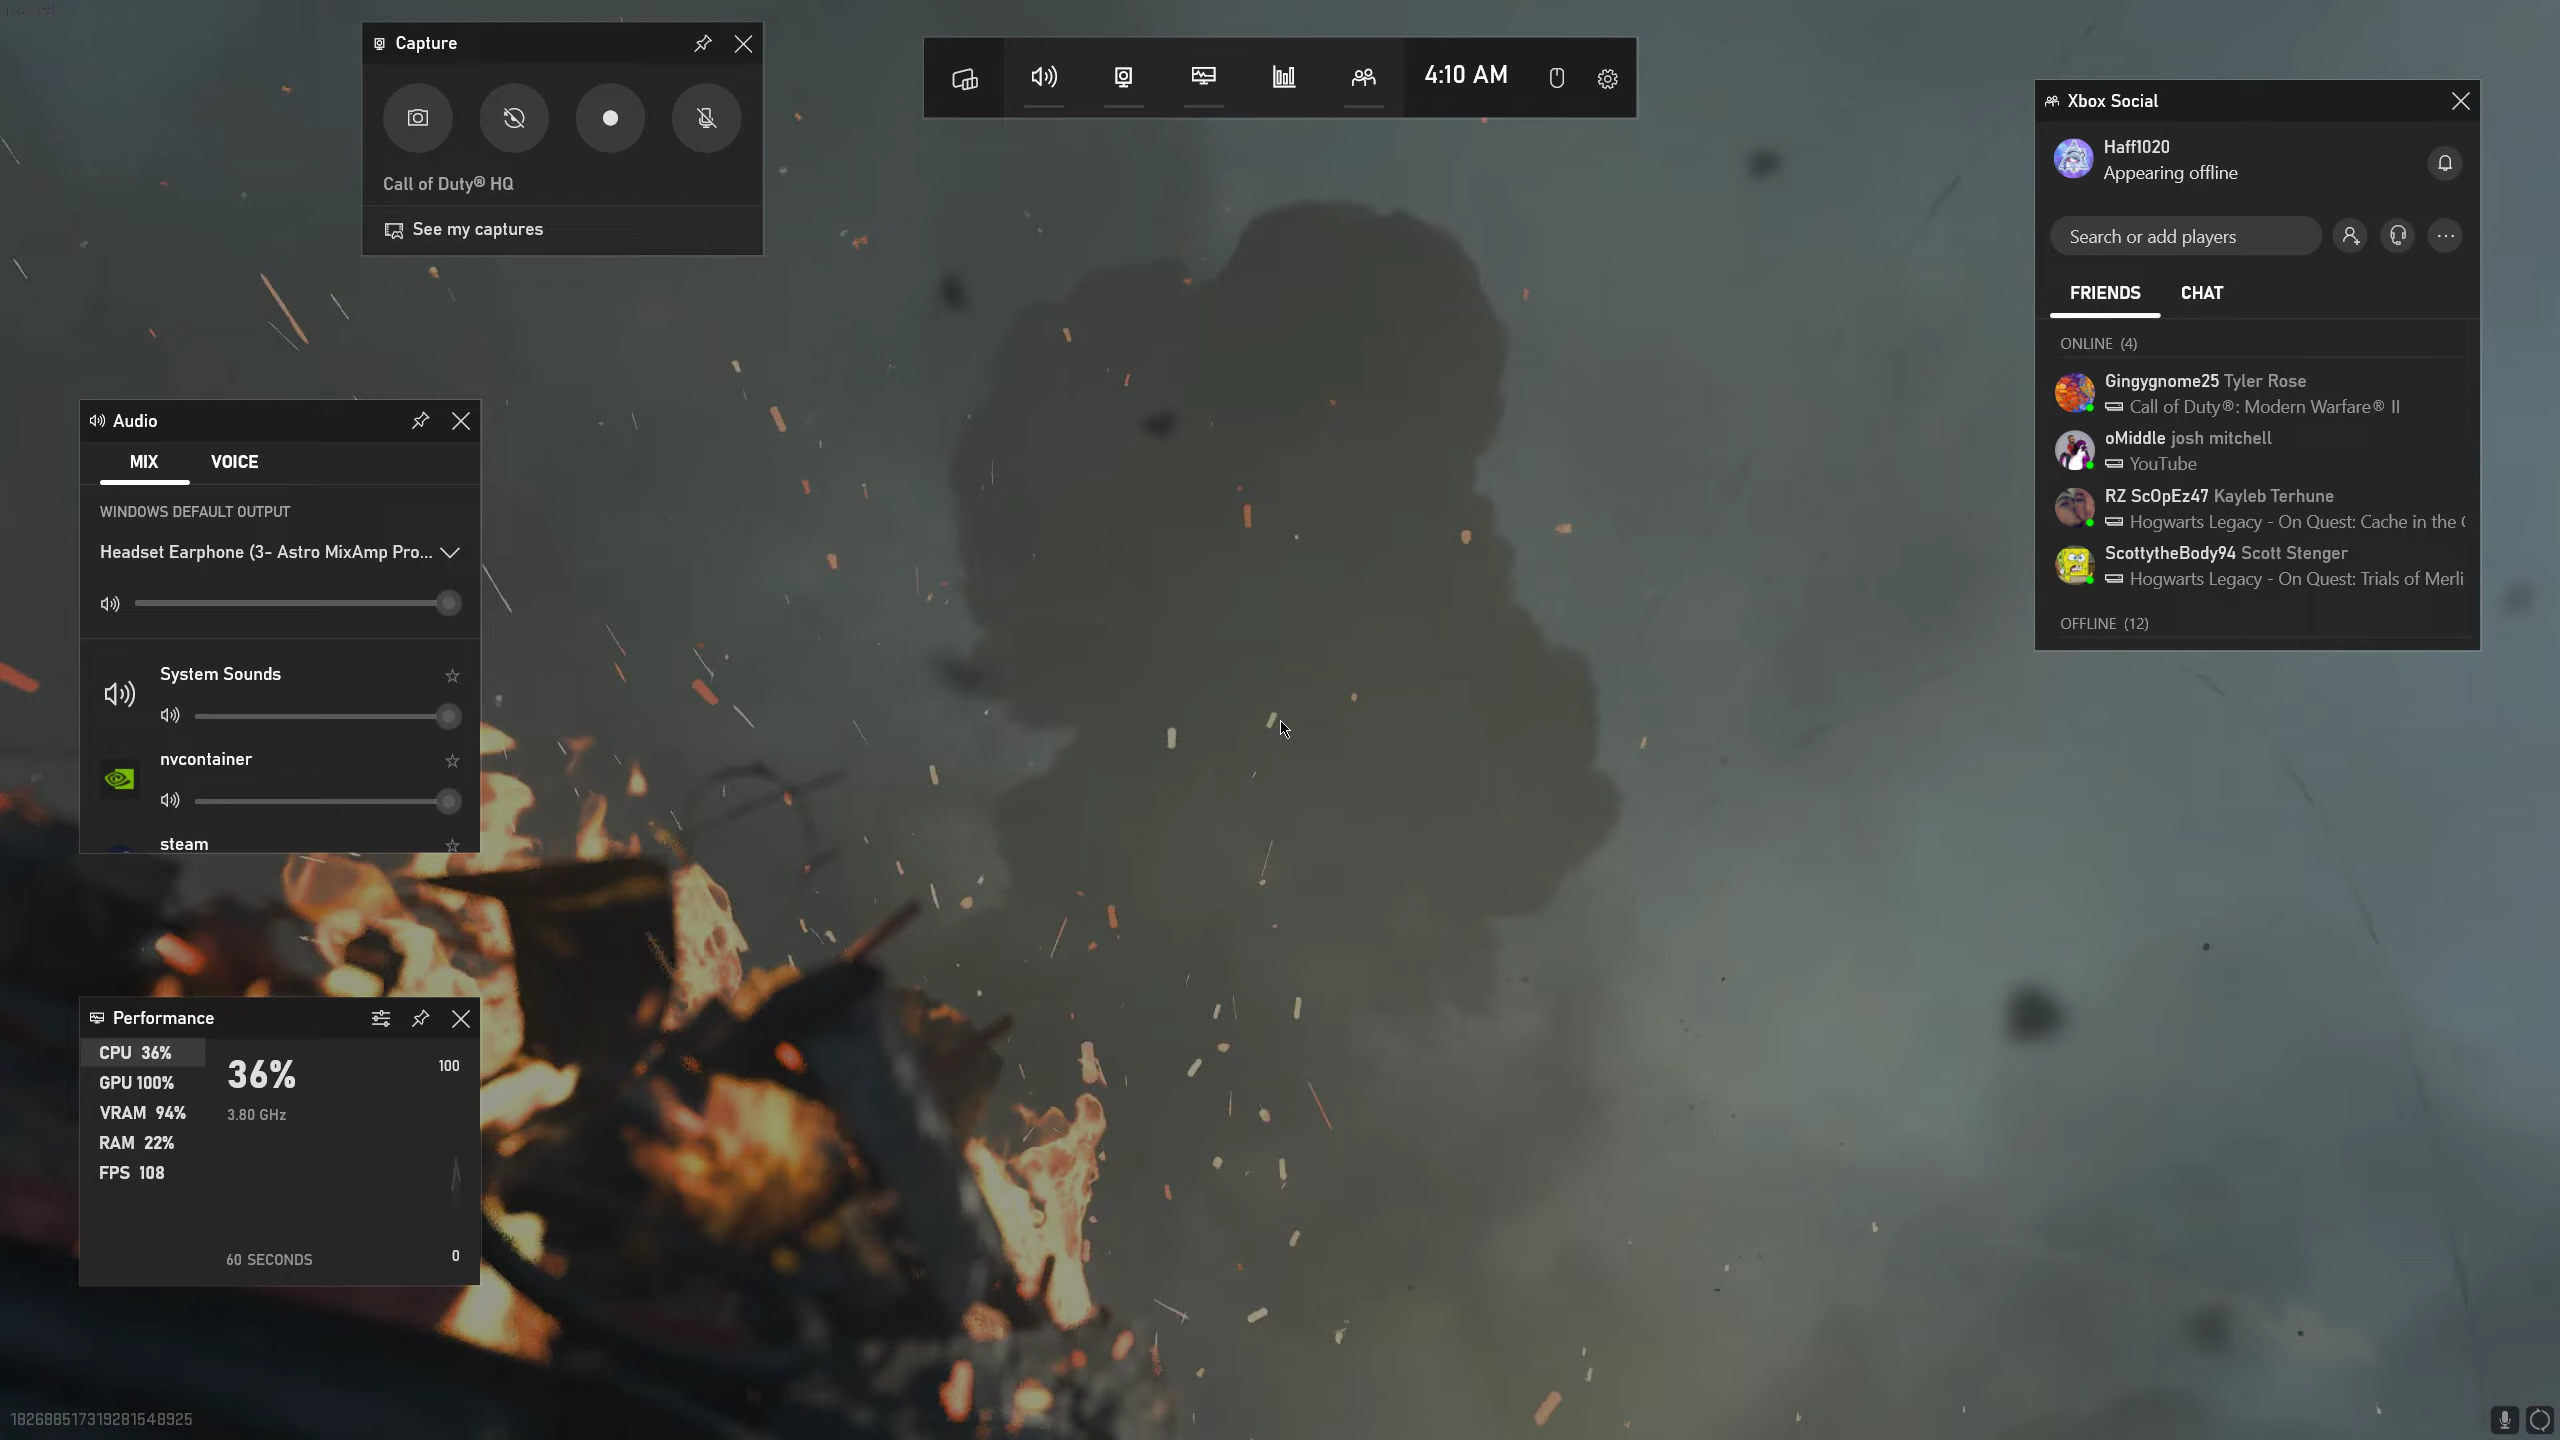 Capture
Call of Duty® HQ
See my captures
4:10 AM
Xbox Social
Haff1020
Appearing offline
Search or add players
FRIENDS CHAT
ONLINE (4)
Gingygnome25 Tyler Rose
Call of Duty®: Modern Warfare® II
oMiddle josh mitchell
YouTube
RZ ScOpEz47 Kayleb Terhune
Hogwarts Legacy - On Quest: Cache in the
ScottytheBody94 Scott Stenger
Hogwarts Legacy - On Quest: Trials of Merli
OFFLINE (12)
Audio
MIX VOICE
WINDOWS DEFAULT OUTPUT
Headset Earphone (3- Astro MixAmp Pro...
System Sounds
nvcontainer
steam
Performance
CPU 36%
GPU 100%
VRAM 94%
RAM 22%
FPS 108
36%
3.80 GHz
100
60 SECONDS
0
182688517319281548925